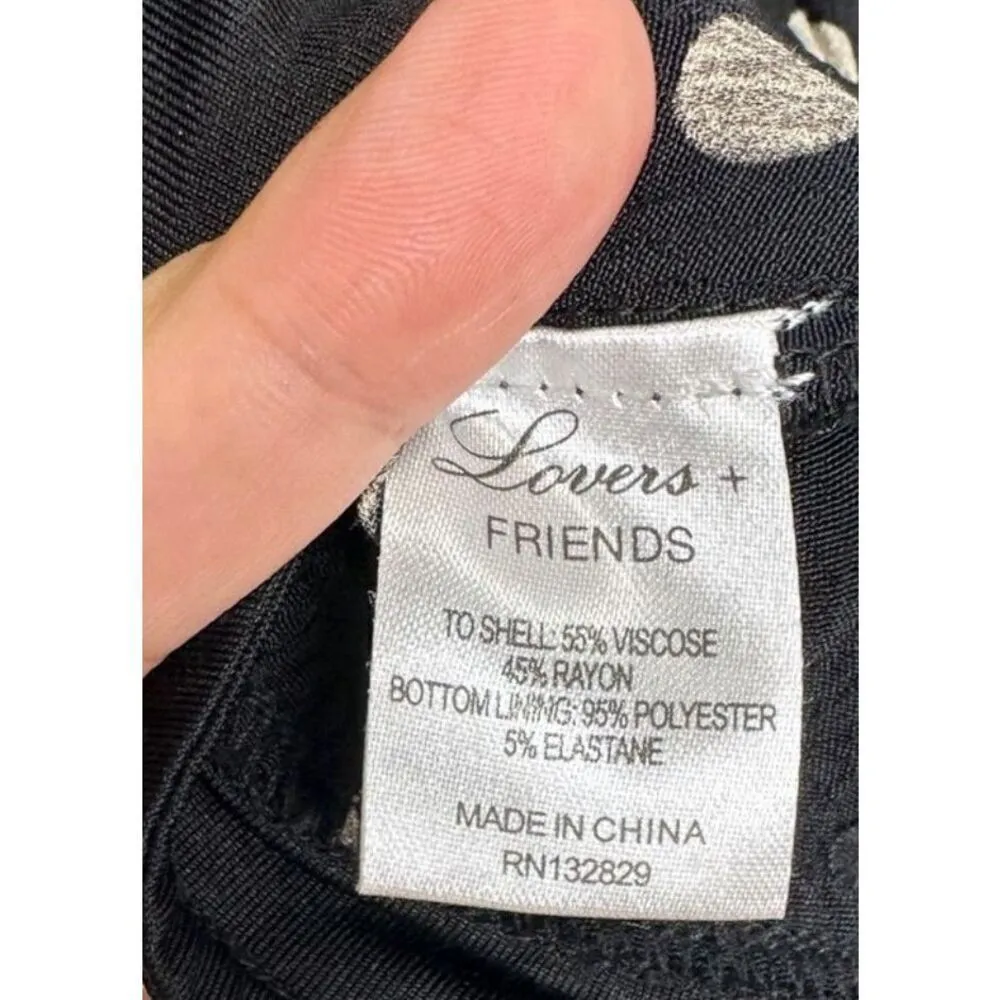 Lovers +
FRIENDS
TO SHELL: 55% VISCOSE
45% RAYON
BOTTOM LINING: 95% POLYESTER
5% ELASTANE
MADE IN CHINA
RN132829